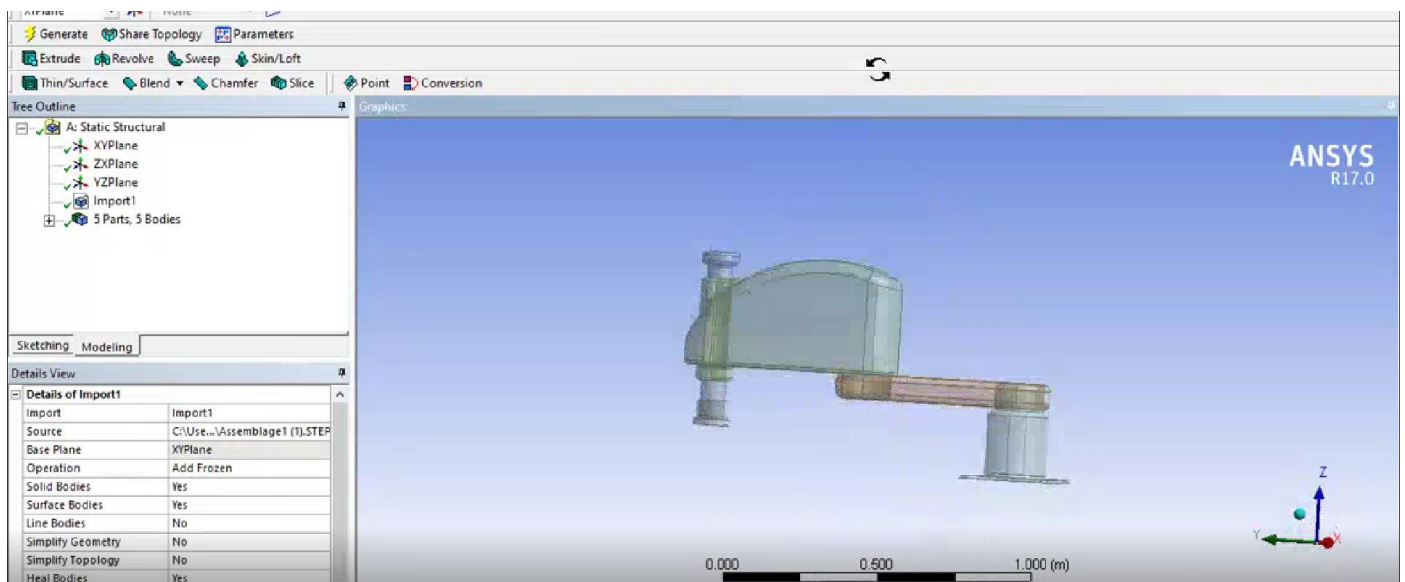 XYPlane None
Generate Share Topology Parameters
Extrude Revolve Sweep Skin/Loft
Thin/Surface Blend Chamfer Slice Point Conversion
Tree Outline
A: Static Structural
XYPlane
ZXPlane
YZPlane
Import1
5 Parts, 5 Bodies
Sketching Modeling
Details View
Details of Import1
Import Import1
Source C:\Use...\Assemblage1 (1).STEP
Base Plane XYPlane
Operation Add Frozen
Solid Bodies Yes
Surface Bodies Yes
Line Bodies No
Simplify Geometry No
Simplify Topology No
Heal Bodies Yes
Graphics
ANSYS
R17.0
Z
Y
X
0.000 0.500 1.000 (m)